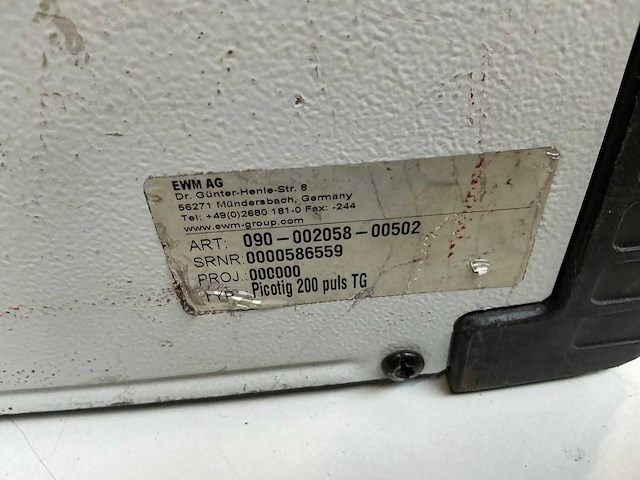 EWM AG
Dr. Günter-Henle-Str. 8
56271 Mündersbach, Germany
Tel: +49(0)2680 181-0 Fax: -244
www.ewm-group.com
ART: 090-002058-00502
SRNR: 0000586559
PROJ.: 000000
TYP: Picotig 200 puls TG